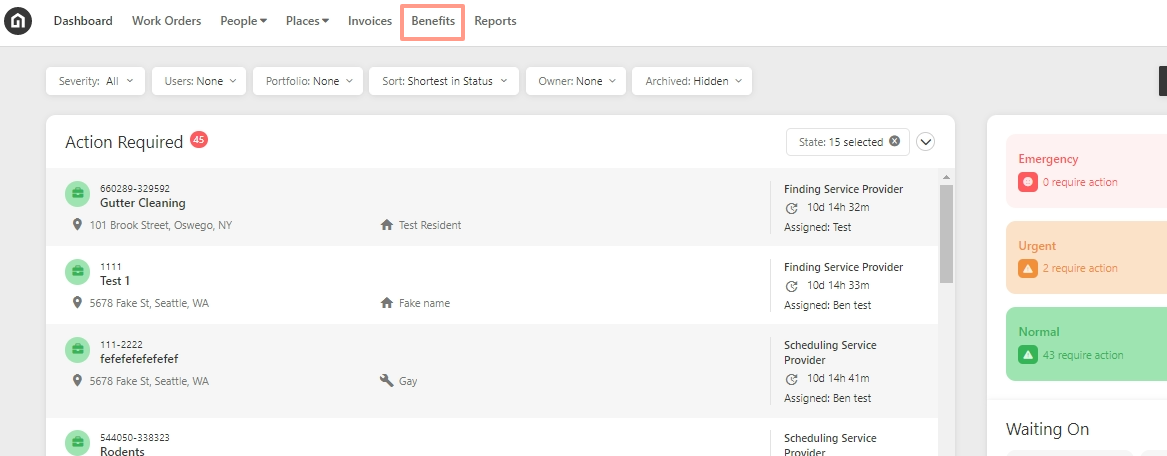 Dashboard Work Orders People Places Invoices Benefits Reports
Severity: All Users: None Portfolio: None Sort: Shortest in Status Owner: None Archived: Hidden
Action Required 45 State: 15 selected
660289-329592
Gutter Cleaning
101 Brook Street, Oswego, NY Test Resident
Finding Service Provider
10d 14h 32m
Assigned: Test
1111
Test 1
5678 Fake St, Seattle, WA Fake name
Finding Service Provider
10d 14h 33m
Assigned: Ben test
111-2222
fefefefefefefef
5678 Fake St, Seattle, WA Gay
Scheduling Service
Provider
10d 14h 41m
Assigned: Ben test
544050-338323
Rodents
Scheduling Service
Provider
Emergency
0 require action
Urgent
2 require action
Normal
43 require action
Waiting On